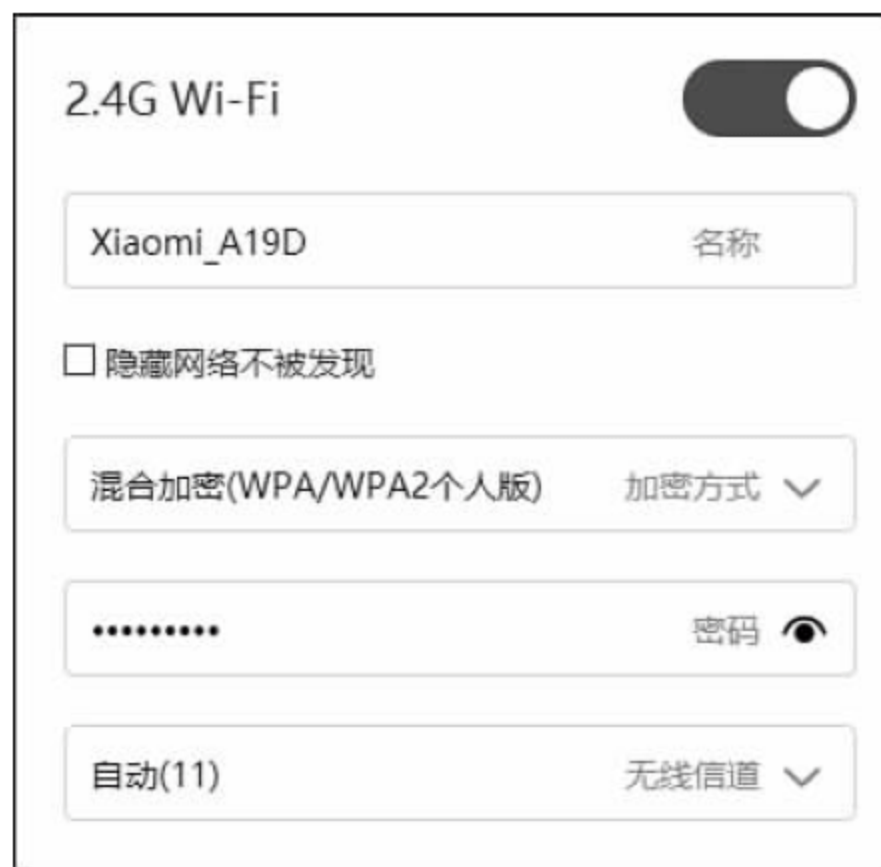 2.4G Wi-Fi
Xiaomi_A19D 名称
隐藏网络不被发现
混合加密(WPA/WPA2个人版) 加密方式
••••••••• 密码
自动(11) 无线信道